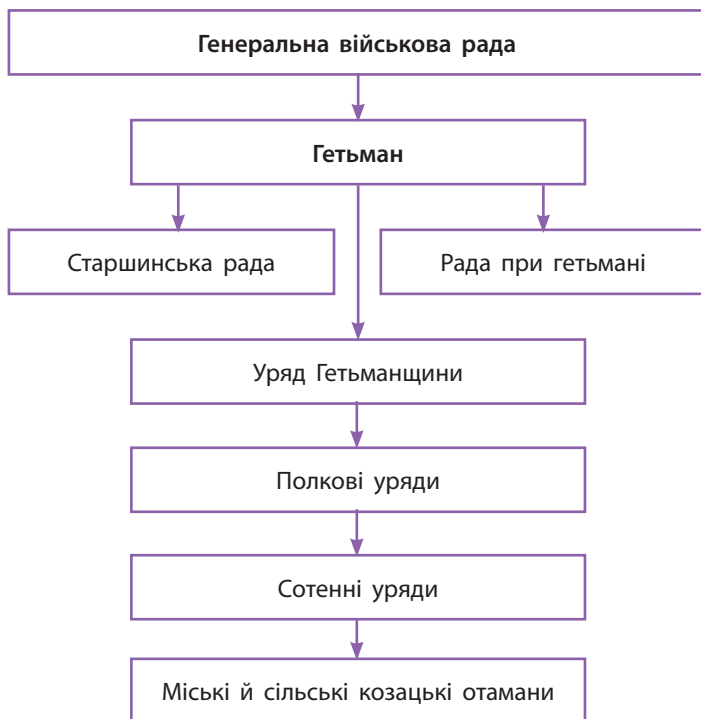 Генеральна військова рада
Гетьман
Старшинська рада
Рада при гетьмані
Уряд Гетьманщини
Полкові уряди
Сотенні уряди
Міські й сільські козацькі отамани